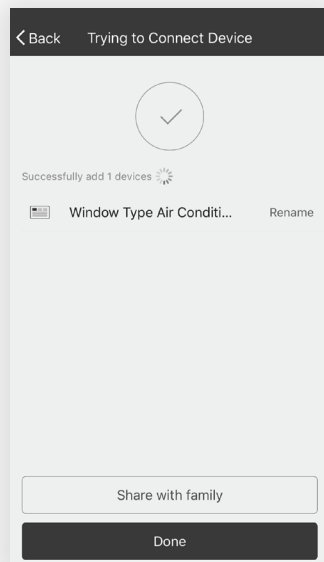 Back Trying to Connect Device
Successfully add 1 devices
Window Type Air Conditi... Rename
Share with family
Done